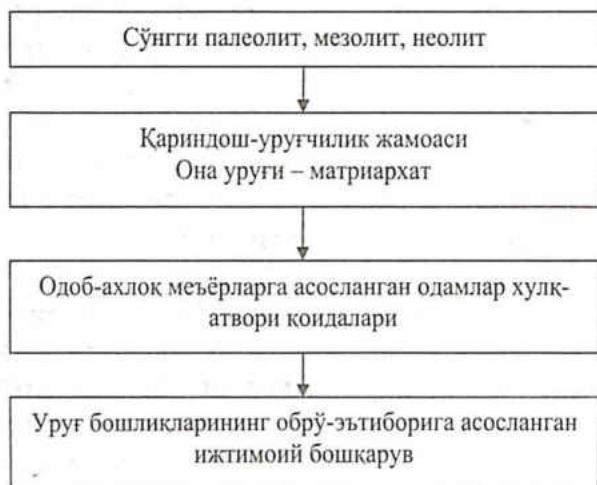 Сўнгги палеолит, мезолит, неолит
Қариндош-уруғчилик жамоаси
Она уруғи – матриархат
Одоб-ахлоқ меъёрларга асосланган одамлар хулқ-
атвори қоидалари
Уруғ бошлиқларининг обрў-эътиборига асосланган
ижтимоий бошқарув